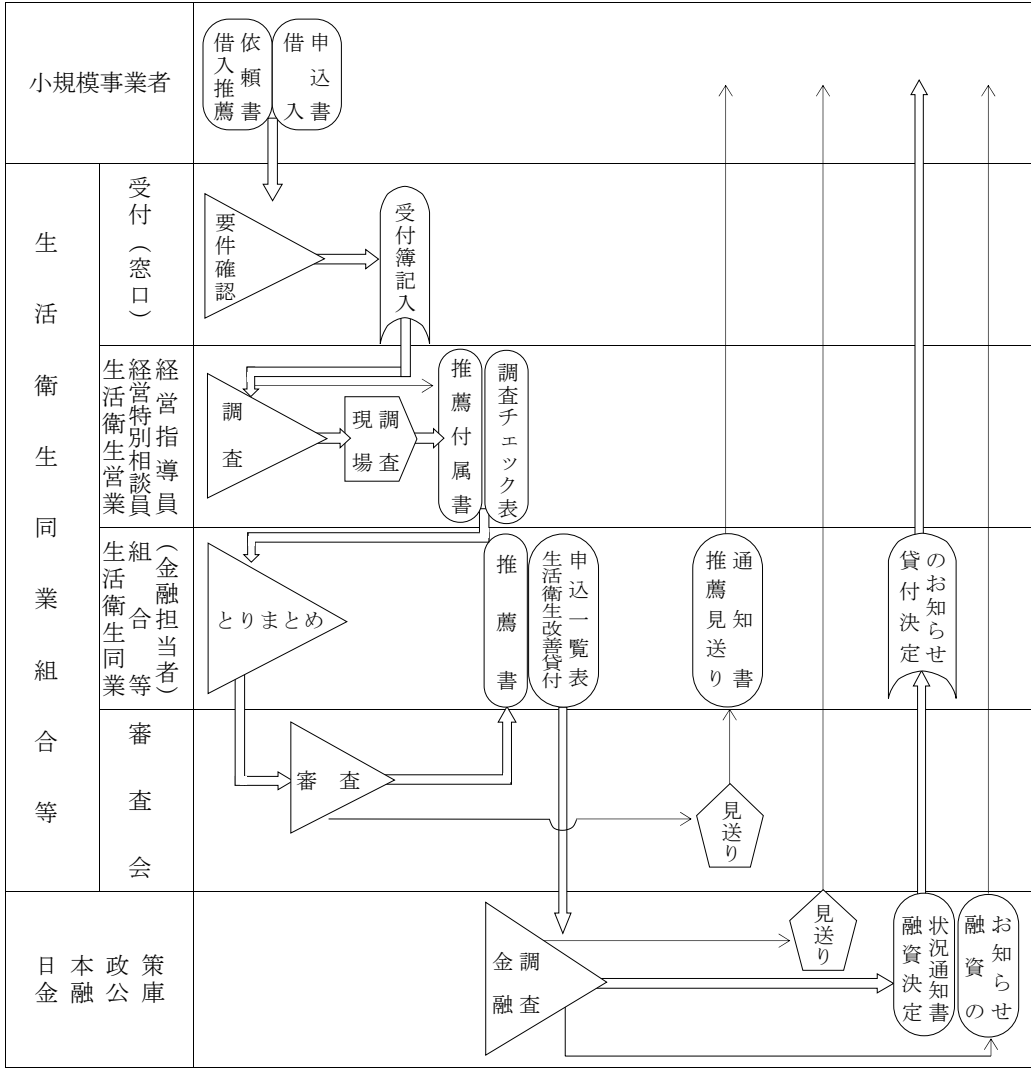 小規模事業者
借入推薦
依頼書
借入
申込書
生活衛生同業組合等
受付（窓口）
要件確認
受付簿記入
経営指導員
経営特別相談員
生活衛生営業
調査
現場
調査
推薦付属書
調査チェック表
（金融担当者）
組合等
生活衛生同業
とりまとめ
推薦書
生活衛生改善貸付
申込一覧表
推薦見送り
通知書
貸付決定
のお知らせ
審査会
審査
見送り
日本政策
金融公庫
金融
調査
見送り
融資決定
状況通知書
融資の
お知らせ